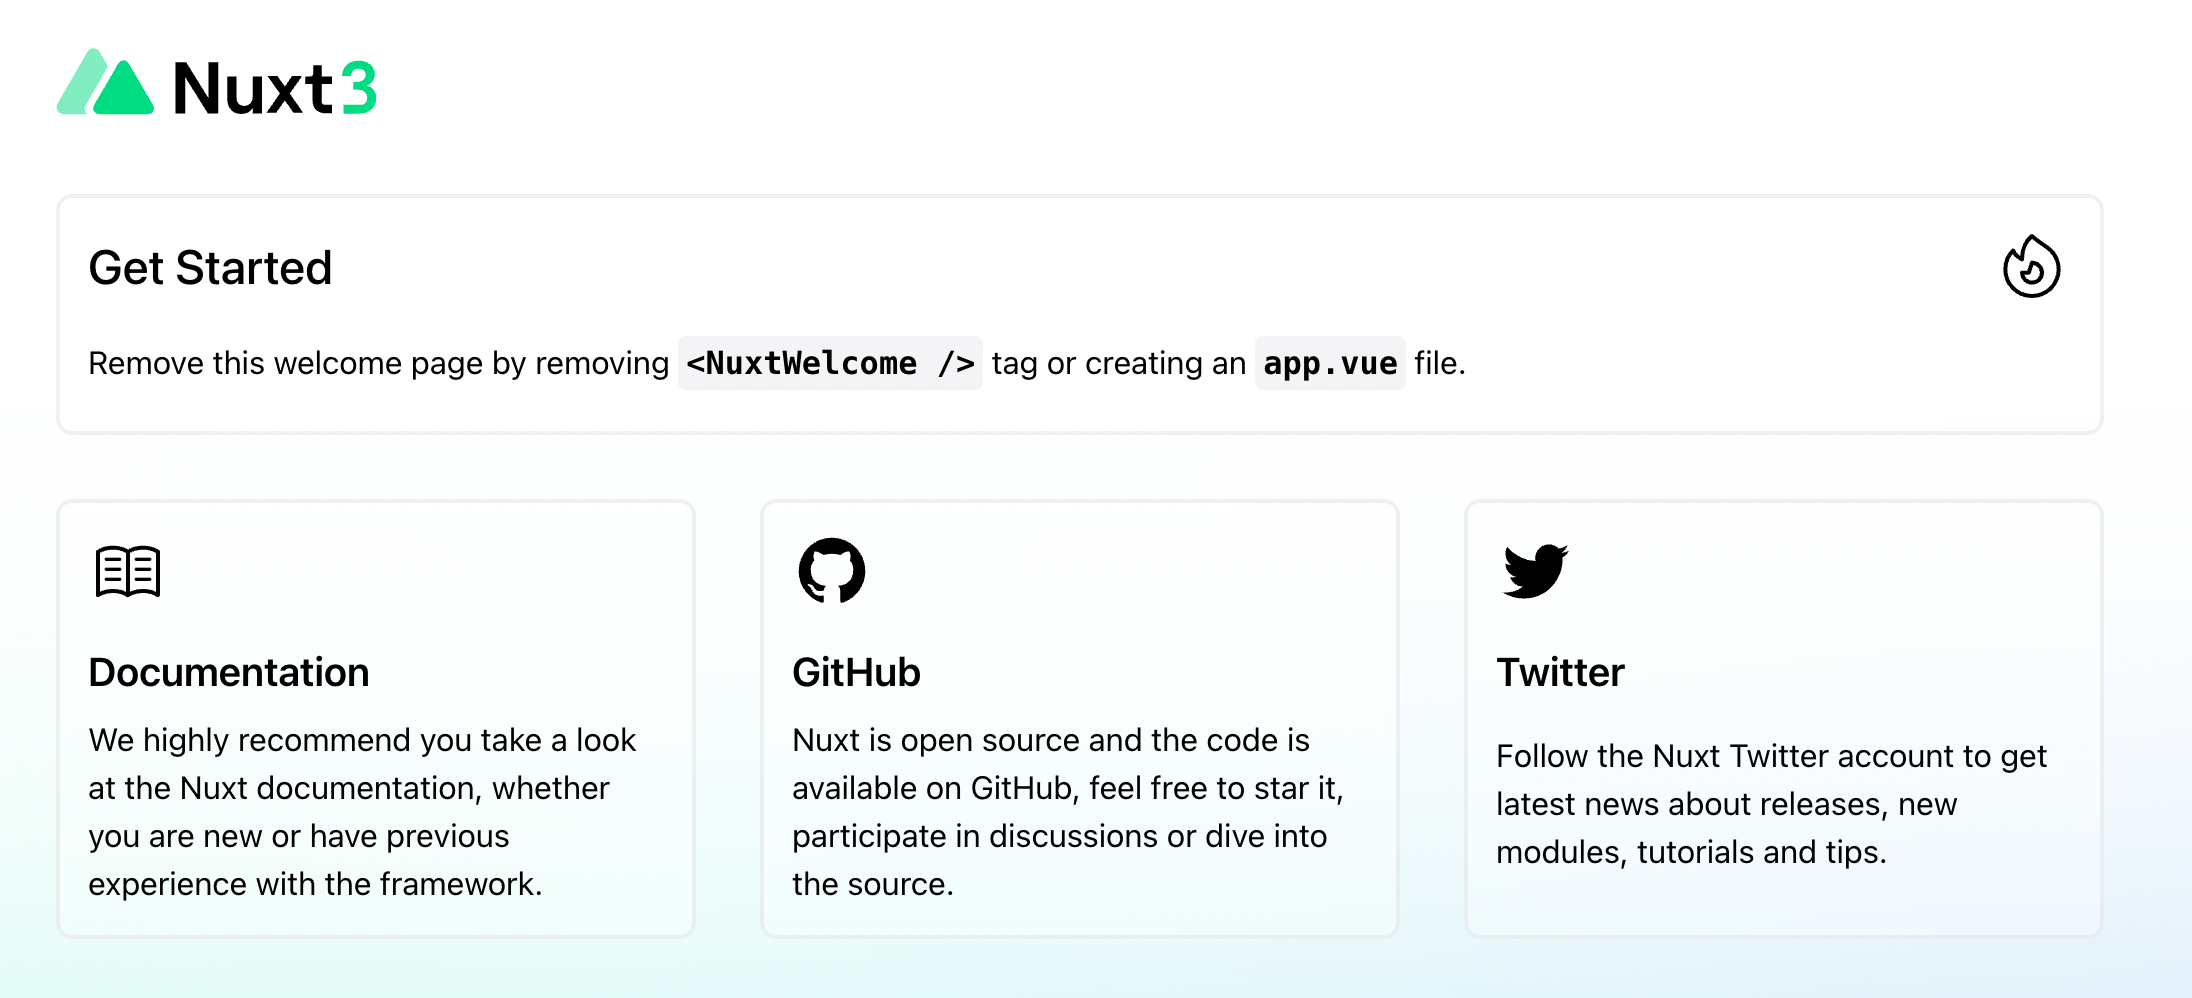 Nuxt3
Get Started
Remove this welcome page by removing <NuxtWelcome /> tag or creating an app.vue file.
Documentation
We highly recommend you take a look
at the Nuxt documentation, whether
you are new or have previous
experience with the framework.
GitHub
Nuxt is open source and the code is
available on GitHub, feel free to star it,
participate in discussions or dive into
the source.
Twitter
Follow the Nuxt Twitter account to get
latest news about releases, new
modules, tutorials and tips.